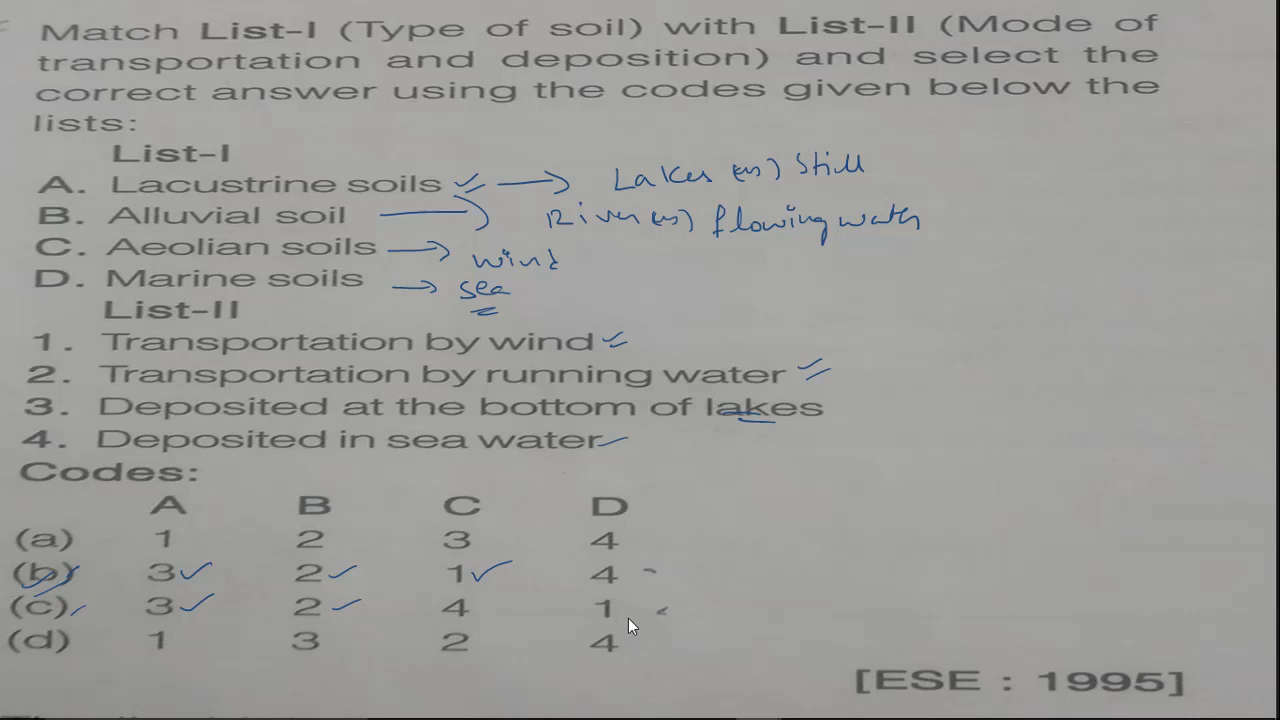 Match List-I (Type of soil) with List-II (Mode of
transportation and deposition) and select the
correct answer using the codes given below the
lists:
List-I
A. Lacustrine soils → Lakes (or) Still
B. Alluvial soil → River (or) flowing water
C. Aeolian soils → wind
D. Marine soils → sea
List-II
1. Transportation by wind
2. Transportation by running water
3. Deposited at the bottom of lakes
4. Deposited in sea water
Codes:
A B C D
(a) 1 2 3 4
(b) 3 2 1 4
(c) 3 2 4 1
(d) 1 3 2 4
[ESE : 1995]